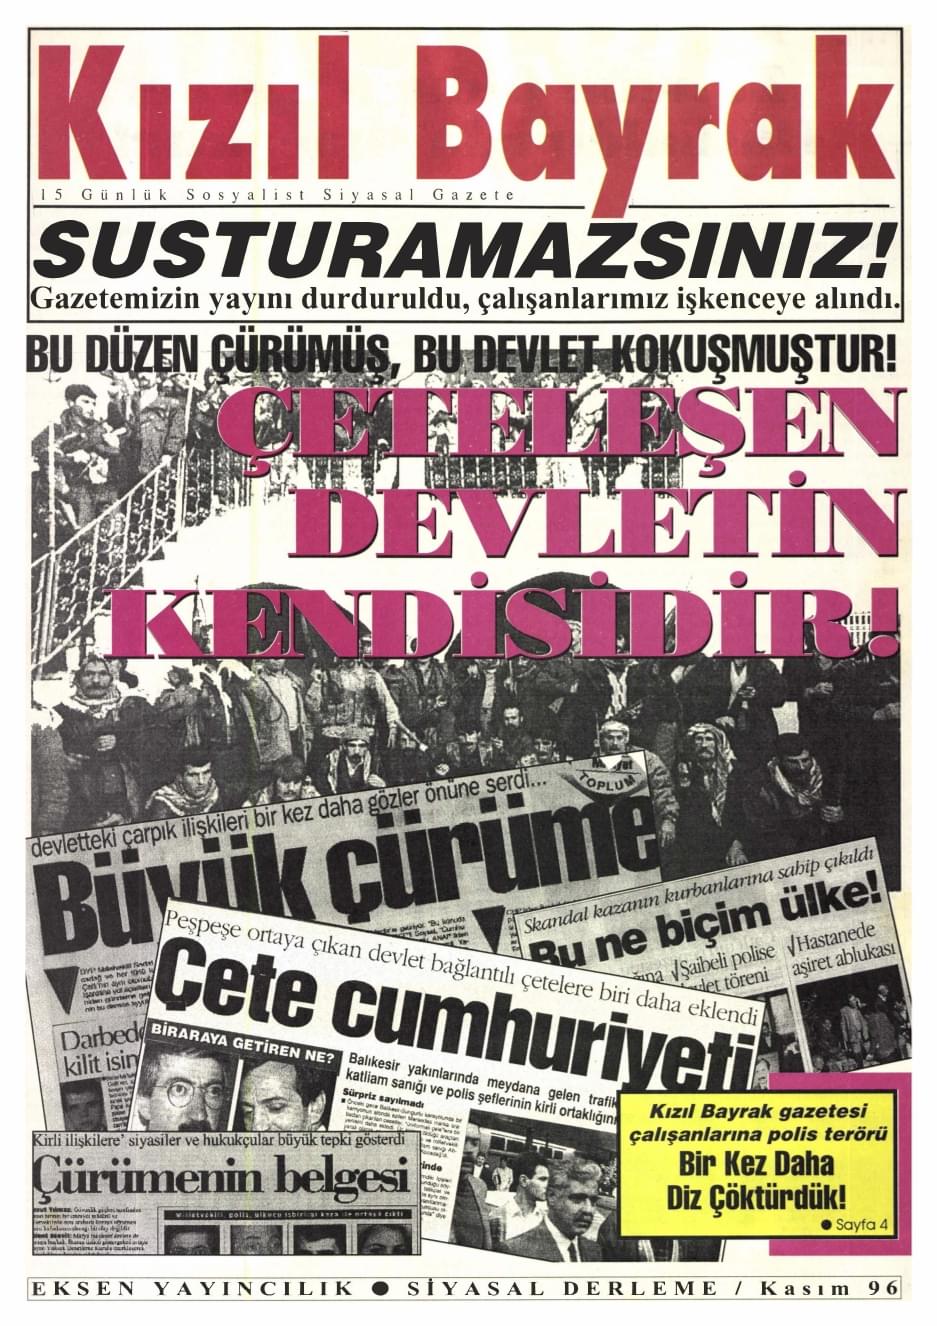 Kızıl Bayrak
15 Günlük Sosyalist Siyasal Gazete
SUSTURAMAZSINIZ!
Gazetemizin yayını durduruldu, çalışanlarımız işkenceye alındı.
BU DÜZEN ÇÜRÜMÜŞ, BU DEVLET KOKUŞMUŞTUR!
ÇETELEŞEN
DEVLETİN
KENDİSİDİR!
TOPLUM
devletteki çarpık ilişkileri bir kez daha gözler önüne serdi...
Büyük çürüme
Skandal kazanın kurbanlarına sahip çıkıldı
Bu ne biçim ülke!
√Şaibeli polise
√Hastanede
aşiret ablukası
töreni
Peşpeşe ortaya çıkan devlet bağlantılı çetelere biri daha eklendi
Çete cumhuriyeti
kilit
BİRARAYA GETİREN NE?
Balıkesir yakınlarında meydana gelen trafik
katliam sanığı ve polis şeflerinin kirli ortaklığını
Sürpriz sayılmadı
Kirli ilişkilere' siyasiler ve hukukçular büyük tepki gösterdi
Çürümenin belgesi
Kızıl Bayrak gazetesi
çalışanlarına polis terörü
Bir Kez Daha
Diz Çöktürdük!
● Sayfa 4
EKSEN YAYINCILIK ● SİYASAL DERLEME / Kasım 96